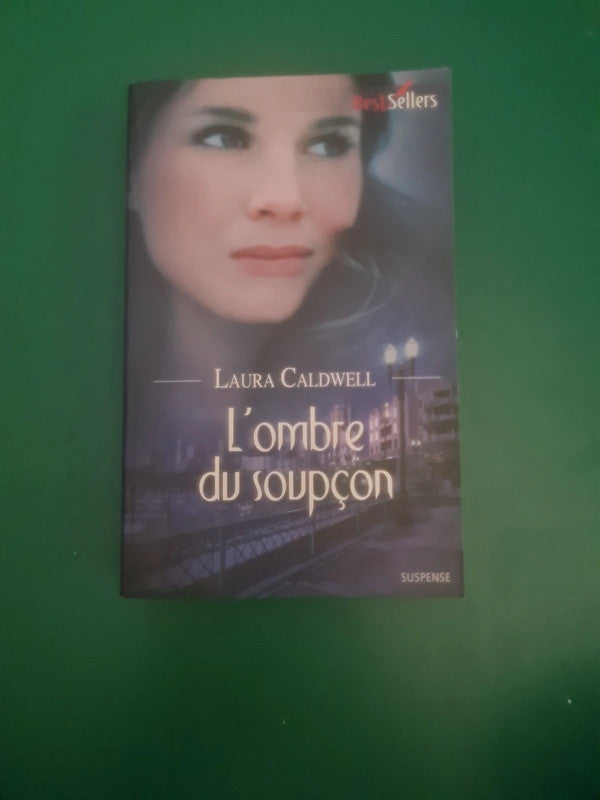 BestSellers
LAURA CALDWELL
L'ombre
du soupçon
SUSPENSE